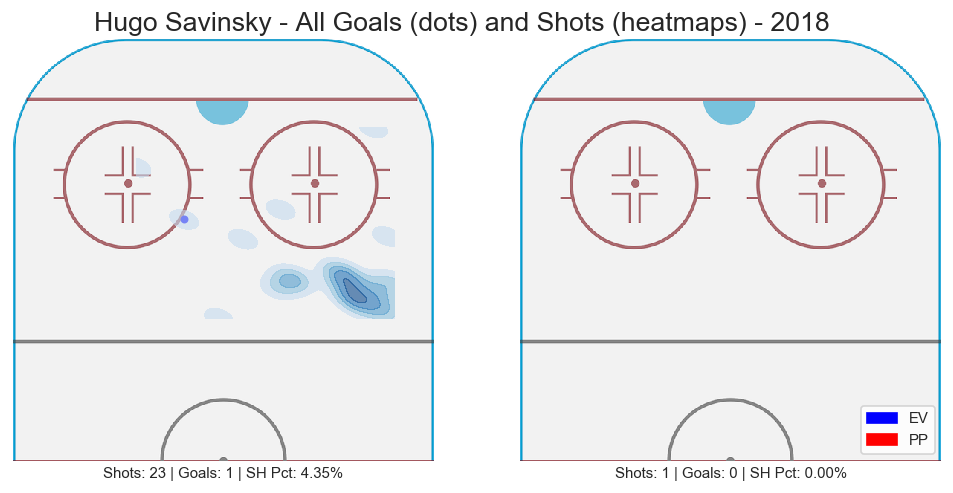 Hugo Savinsky - All Goals (dots) and Shots (heatmaps) - 2018
EV
PP
Shots: 23 | Goals: 1 | SH Pct: 4.35%
Shots: 1 | Goals: 0 | SH Pct: 0.00%